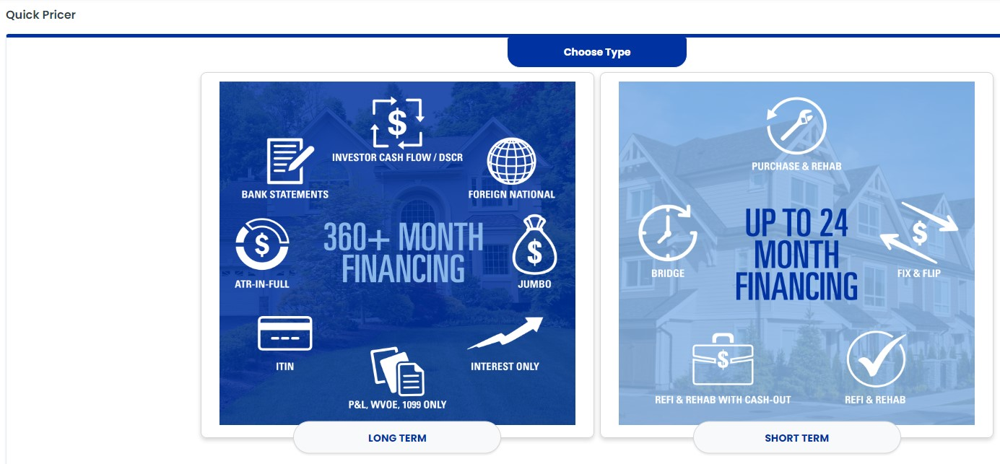 Quick Pricer
Choose Type
INVESTOR CASH FLOW / DSCR
BANK STATEMENTS
FOREIGN NATIONAL
360+ MONTH
FINANCING
ATR-IN-FULL
JUMBO
ITIN
INTEREST ONLY
P&L, WVOE, 1099 ONLY
LONG TERM
PURCHASE & REHAB
UP TO 24
MONTH
FINANCING
BRIDGE
FIX & FLIP
REFI & REHAB WITH CASH-OUT
REFI & REHAB
SHORT TERM